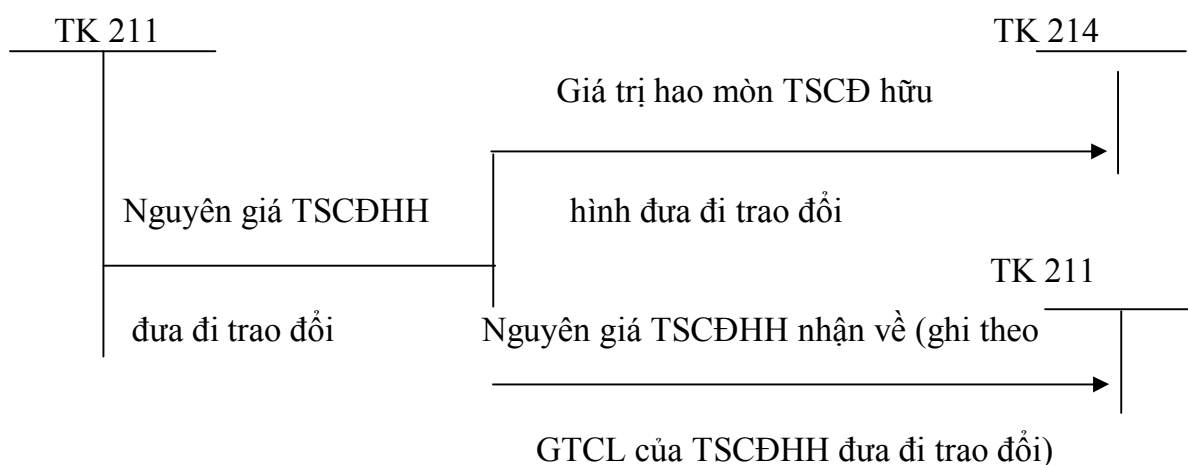 TK 211
TK 214
Giá trị hao mòn TSCĐ hữu
Nguyên giá TSCĐHH
hình đưa đi trao đổi
TK 211
đưa đi trao đổi
Nguyên giá TSCĐHH nhận về (ghi theo
GTCL của TSCĐHH đưa đi trao đổi)